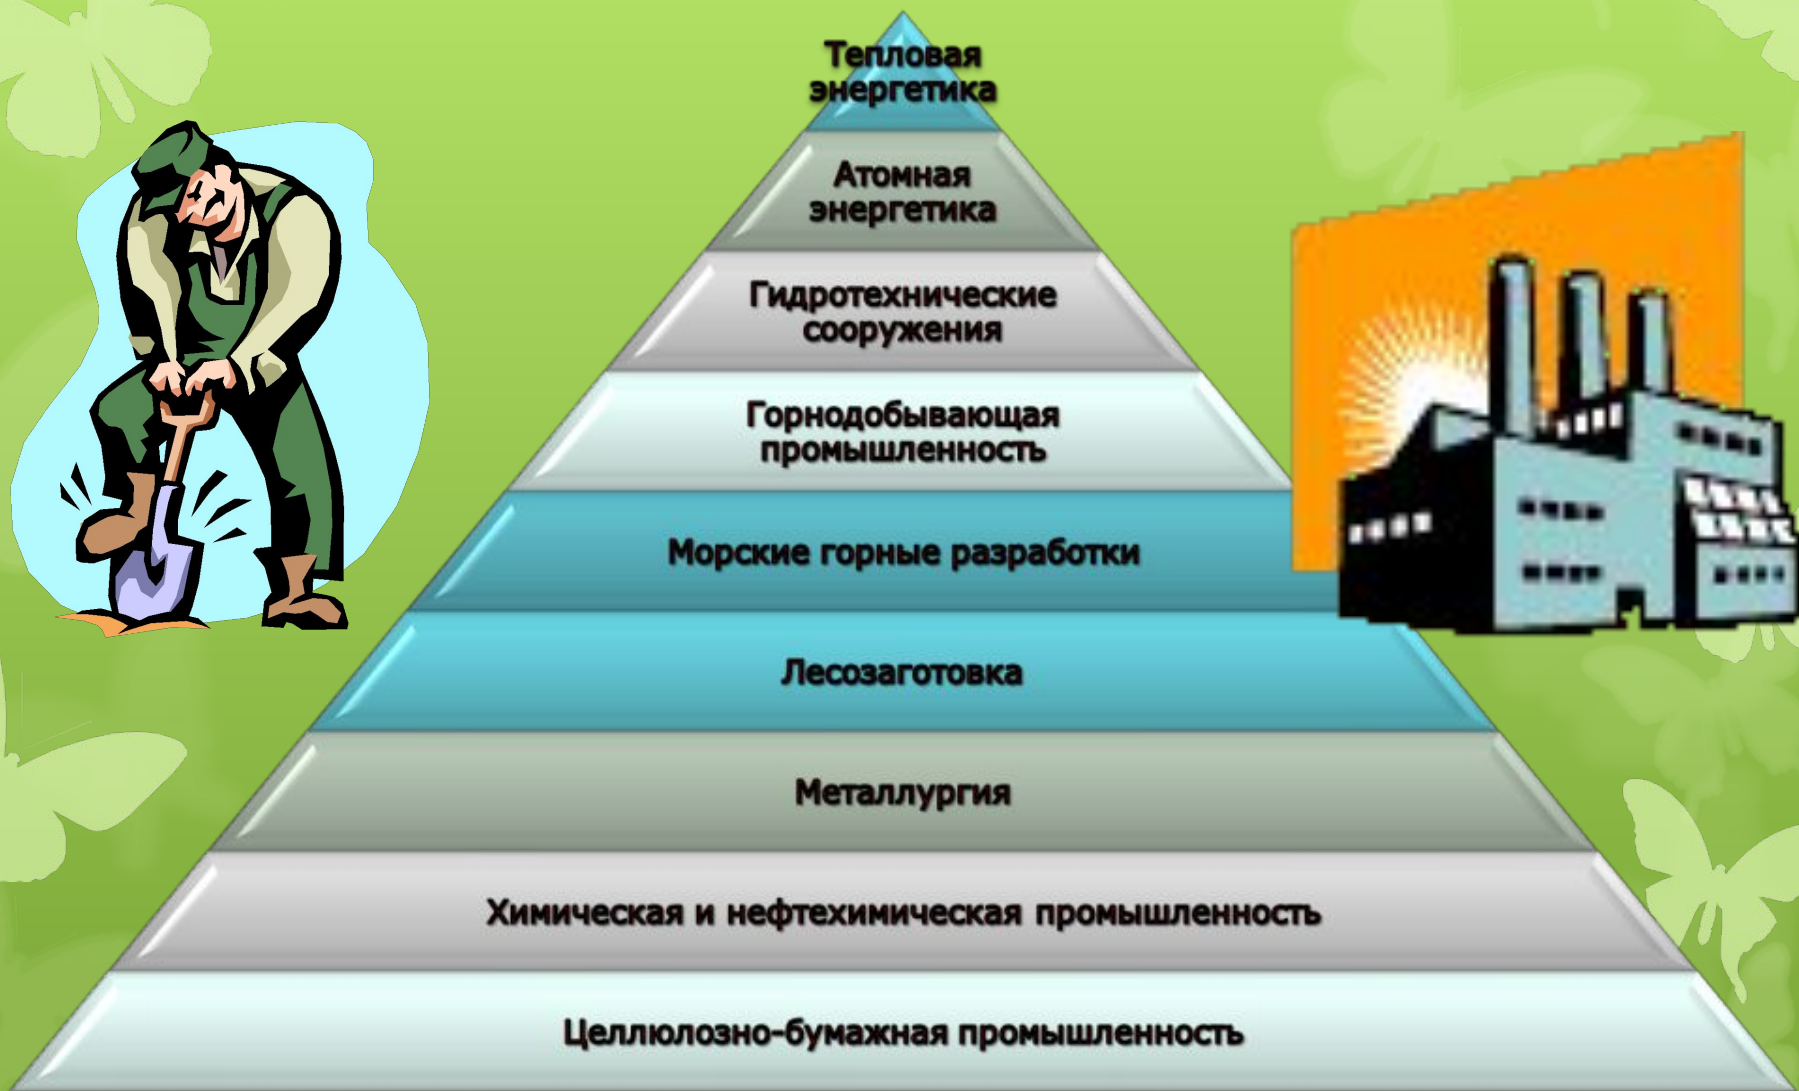 Тепловая
энергетика
Атомная
энергетика
Гидротехнические
сооружения
Горнодобывающая
промышленность
Морские горные разработки
Лесозаготовка
Металлургия
Химическая и нефтехимическая промышленность
Целлюлозно-бумажная промышленность